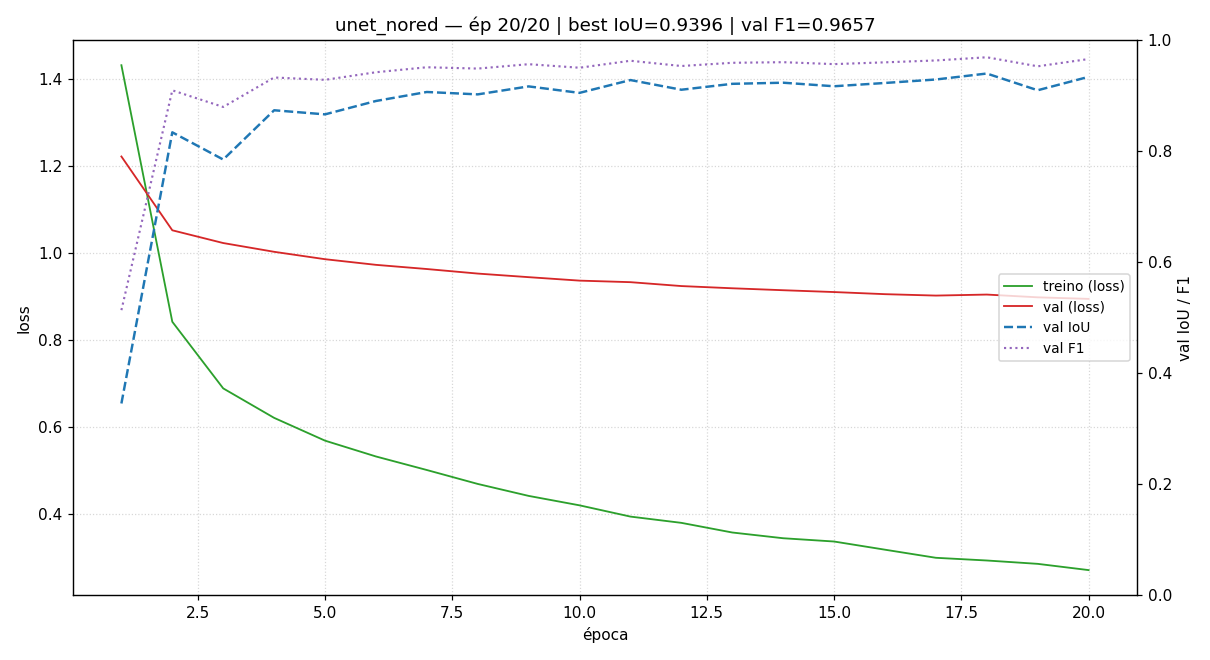 unet_nored — ép 20/20 | best IoU=0.9396 | val F1=0.9657
1.4
1.2
1.0
0.8
0.6
0.4
loss
1.0
0.8
0.6
0.4
0.2
0.0
val IoU / F1
treino (loss)
val (loss)
val IoU
val F1
2.5 5.0 7.5 10.0 12.5 15.0 17.5 20.0
época